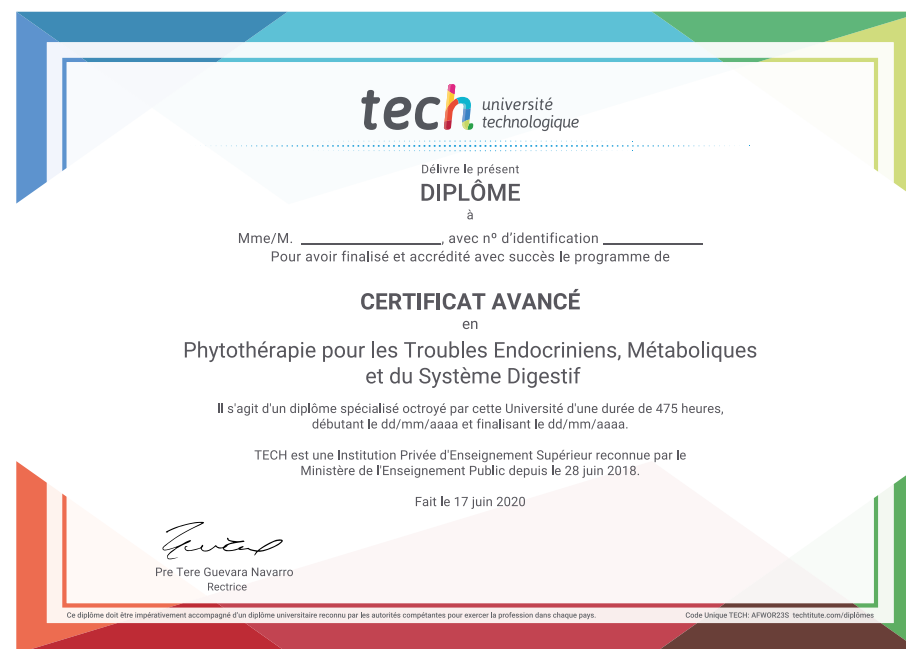 tech université
technologique
Délivre le présent
DIPLÔME
à
Mme/M. ____________________, avec nº d'identification ______________
Pour avoir finalisé et accrédité avec succès le programme de
CERTIFICAT AVANCÉ
en
Phytothérapie pour les Troubles Endocriniens, Métaboliques
et du Système Digestif
Il s'agit d'un diplôme spécialisé octroyé par cette Université d'une durée de 475 heures,
débutant le dd/mm/aaaa et finalisant le dd/mm/aaaa.
TECH est une Institution Privée d'Enseignement Supérieur reconnue par le
Ministère de l'Enseignement Public depuis le 28 juin 2018.
Fait le 17 juin 2020
Pre Tere Guevara Navarro
Rectrice
Ce diplôme doit être impérativement accompagné d'un diplôme universitaire reconnu par les autorités compétantes pour exercer la profession dans chaque pays.
Code Unique TECH: AFWOR23S techtitute.com/diplômes